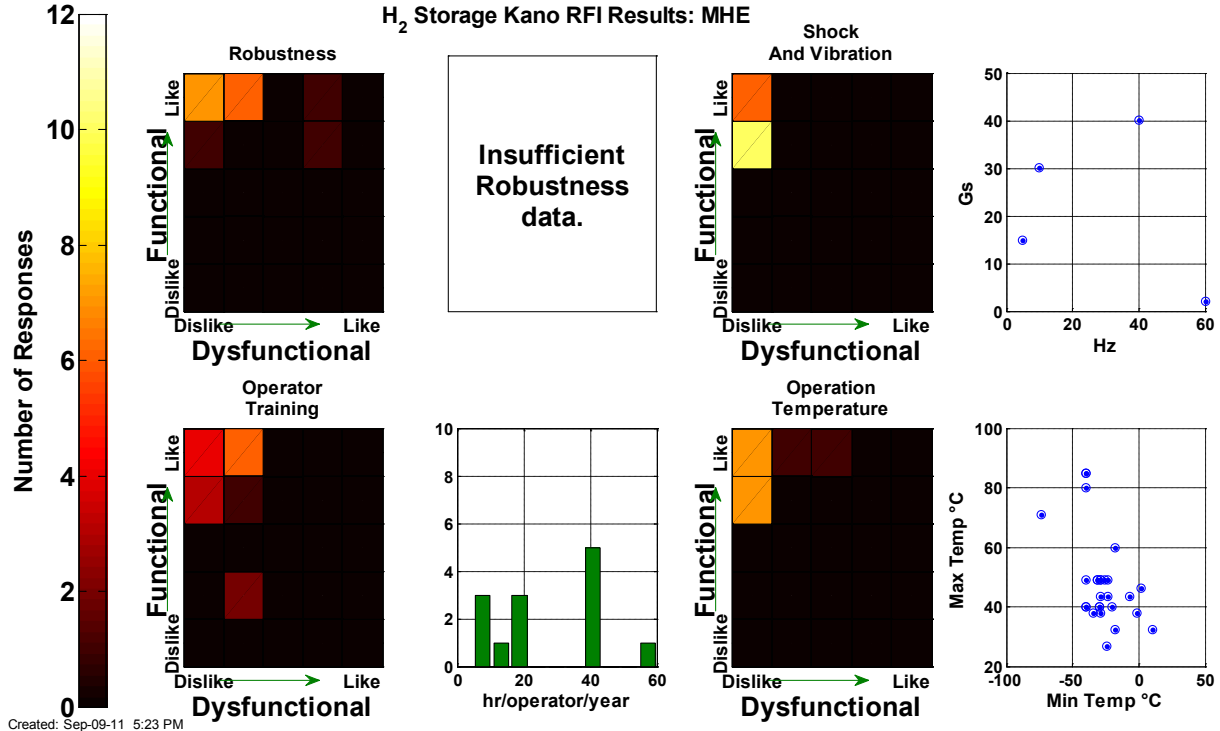 H2 Storage Kano RFI Results: MHE
Number of Responses
12
10
8
6
4
2
0
Robustness
Functional
Like
Dislike
Dislike
Like
Dysfunctional
Insufficient
Robustness
data.
Shock
And Vibration
Functional
Like
Dislike
Dislike
Like
Dysfunctional
Gs
50
40
30
20
10
0
0
20
40
60
Hz
Operator
Training
Functional
Like
Dislike
Dislike
Like
Dysfunctional
10
8
6
4
2
0
0
20
40
60
hr/operator/year
Operation
Temperature
Functional
Like
Dislike
Dislike
Like
Dysfunctional
Max Temp °C
100
80
60
40
20
-100
-50
0
50
Min Temp °C
Created: Sep-09-11 5:23 PM